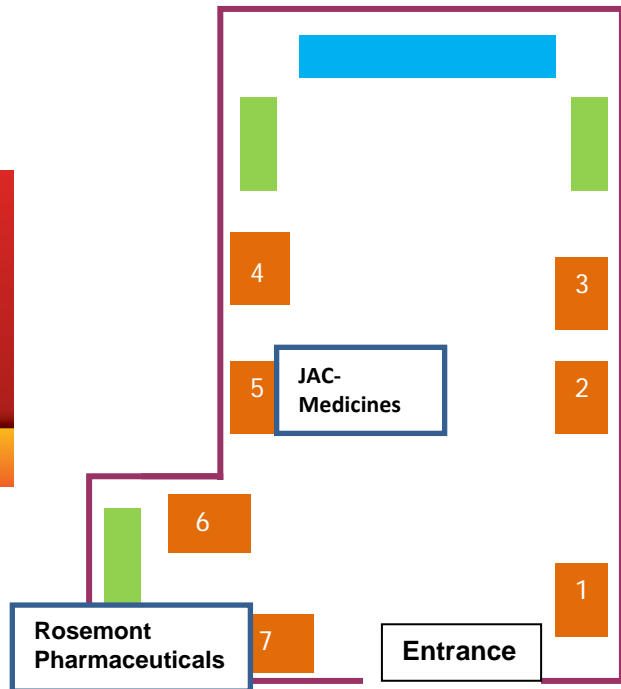 4
3
5
JAC-
Medicines
2
6
1
Rosemont
Pharmaceuticals
7
Entrance